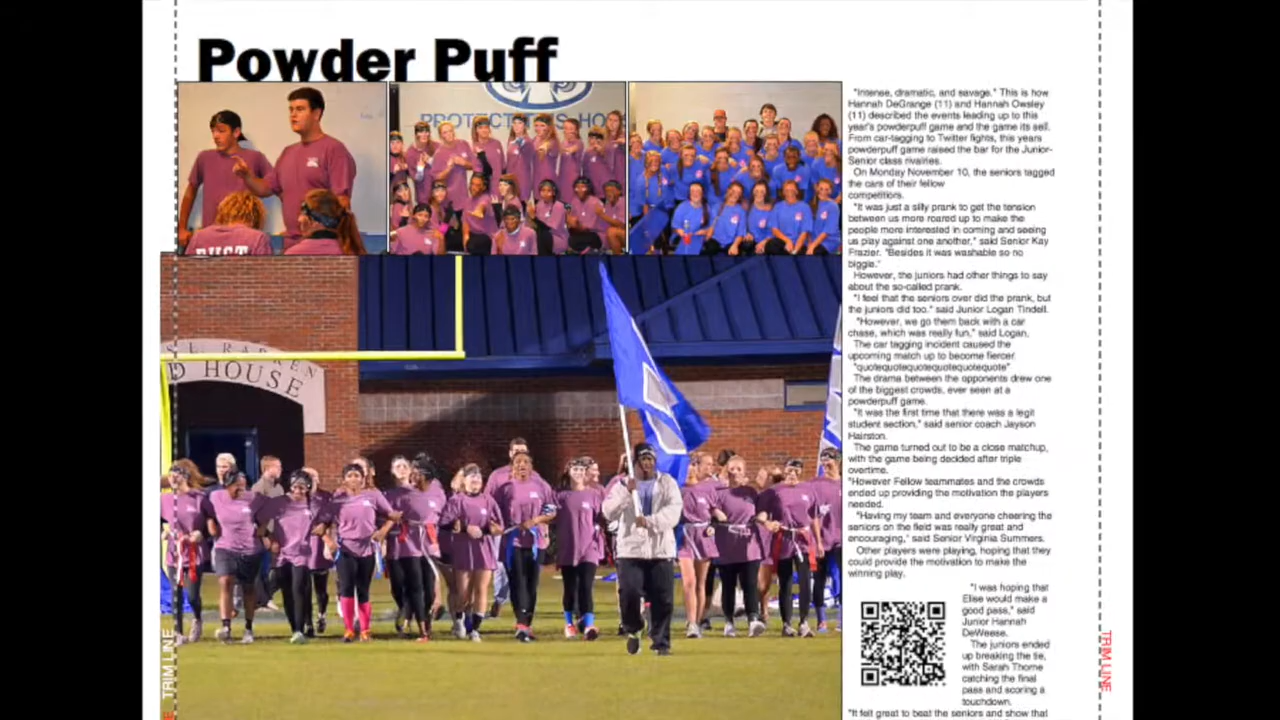 Powder Puff
PROTECT THIS HO
DUST
SE BARDEN
D HOUSE
"Intense, dramatic, and savage." This is how
Hannah DeGrange (11) and Hannah Owsley
(11) described the events leading up to this
year's powderpuff game and the game its self.
From car-tagging to Twitter fights, this years
powderpuff game raised the bar for the Junior-
Senior class rivalries.
On Monday November 10, the seniors tagged
the cars of their fellow
competitions.
"It was just a silly prank to get the tension
between us more roared up to make the
people more interested in coming and seeing
us play against one another," said Senior Kay
Frazier. "Besides it was washable so no
biggie."
However, the juniors had other things to say
about the so-called prank.
"I feel that the seniors over did the prank, but
the juniors did too." said Junior Logan Tindell.
"However, we go them back with a car
chase, which was really fun," said Logan.
The car tagging incident caused the
upcoming match up to become fiercer
"quotequotequotequotequotequote"
The drama between the opponents drew one
of the biggest crowds, ever seen at a
powderpuff game.
"It was the first time that there was a legit
student section," said senior coach Jayson
Hairston.
The game turned out to be a close matchup,
with the game being decided after triple
overtime.
"However Fellow teammates and the crowds
ended up providing the motivation the players
needed.
"Having my team and everyone cheering the
seniors on the field was really great and
encouraging," said Senior Virginia Summers.
Other players were playing, hoping that they
could provide the motivation to make the
winning play.
"I was hoping that
Elise would make a
good pass," said
Junior Hannah
DeWeese.
The juniors ended
up breaking the tie,
with Sarah Thorne
catching the final
pass and scoring a
touchdown.
"It felt great to beat the seniors and show that
TRIM LINE
TRIM LINE